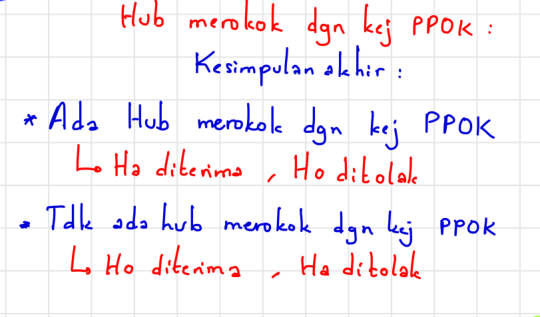 Hub merokok dgn kej PPOK :
Kesimpulan akhir :
* Ada Hub merokok dgn kej PPOK
↳ Ha diterima , Ho ditolak
• Tdk ada hub merokok dgn kej PPOK
↳ Ho diterima , Ha ditolak